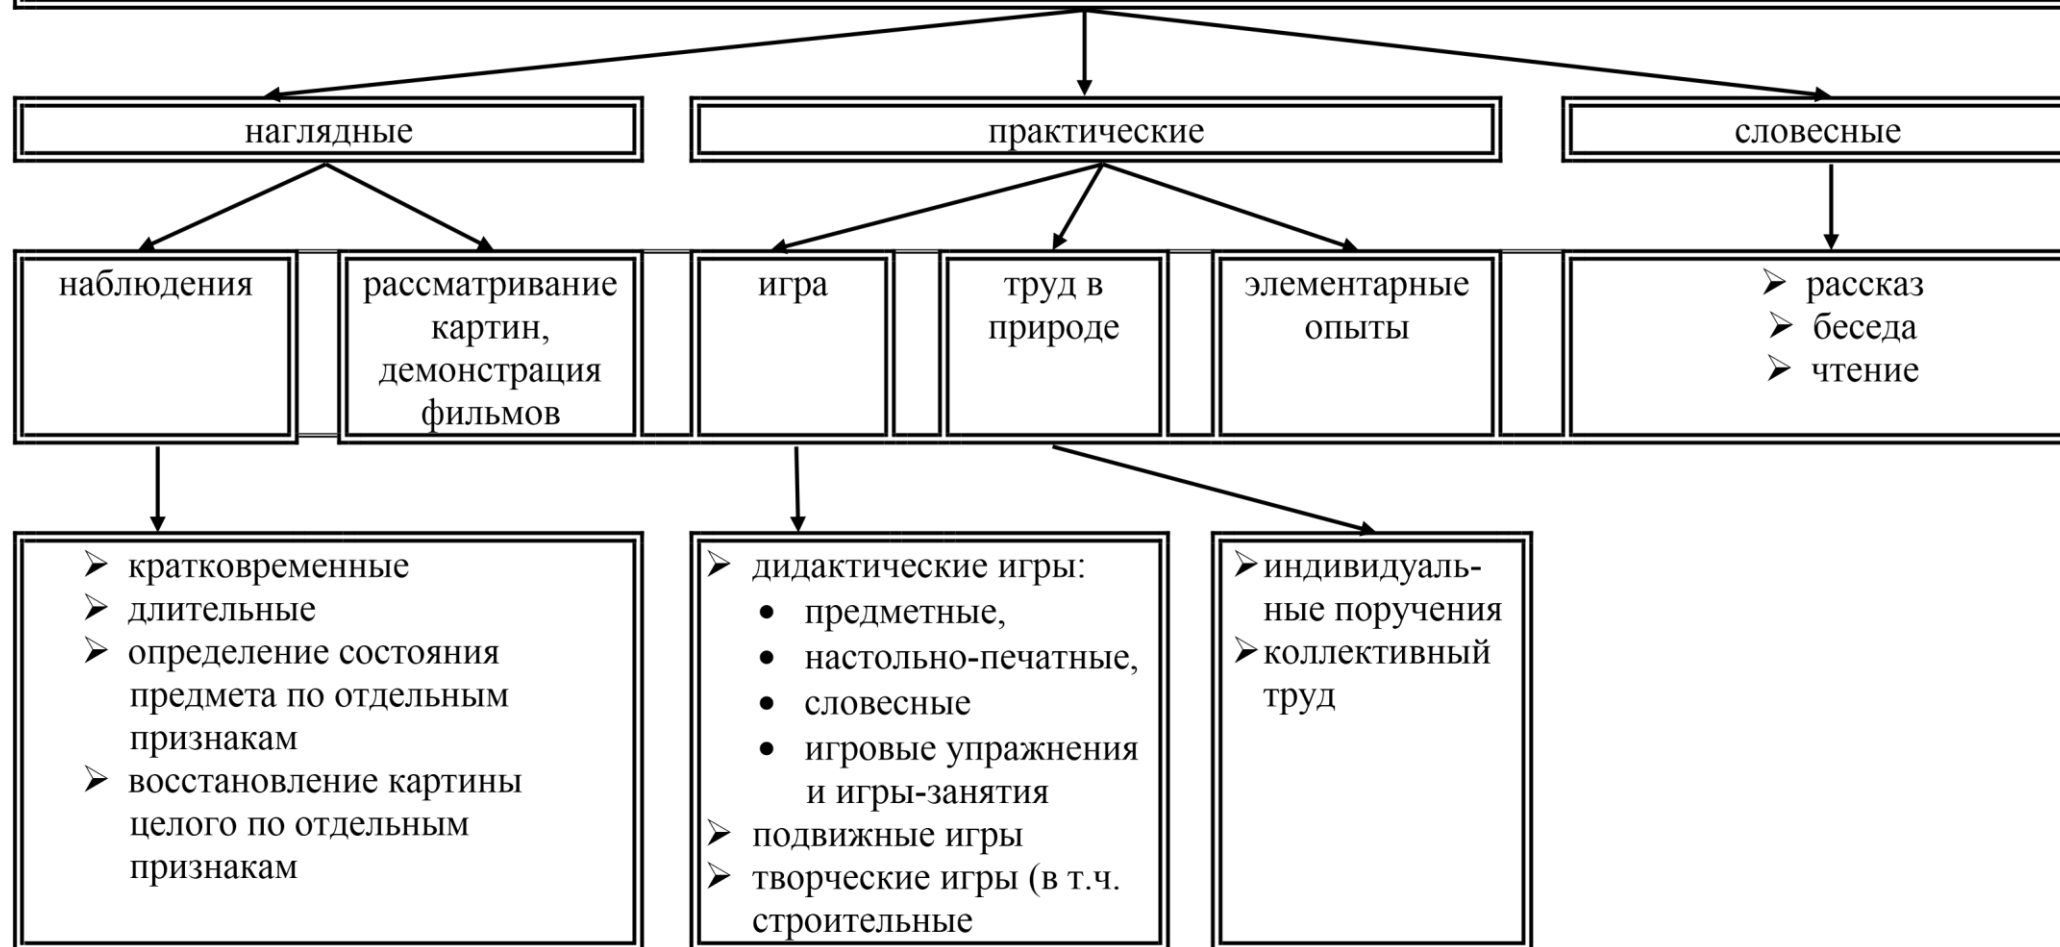 наглядные
практические
словесные
наблюдения
рассматривание
картин,
демонстрация
фильмов
игра
труд в
природе
элементарные
опыты
➢ рассказ
➢ беседа
➢ чтение
➢ кратковременные
➢ длительные
➢ определение состояния
предмета по отдельным
признакам
➢ восстановление картины
целого по отдельным
признакам
➢ дидактические игры:
• предметные,
• настольно-печатные,
• словесные
• игровые упражнения
и игры-занятия
➢ подвижные игры
➢ творческие игры (в т.ч.
строительные
➢ индивидуаль-
ные поручения
➢ коллективный
труд